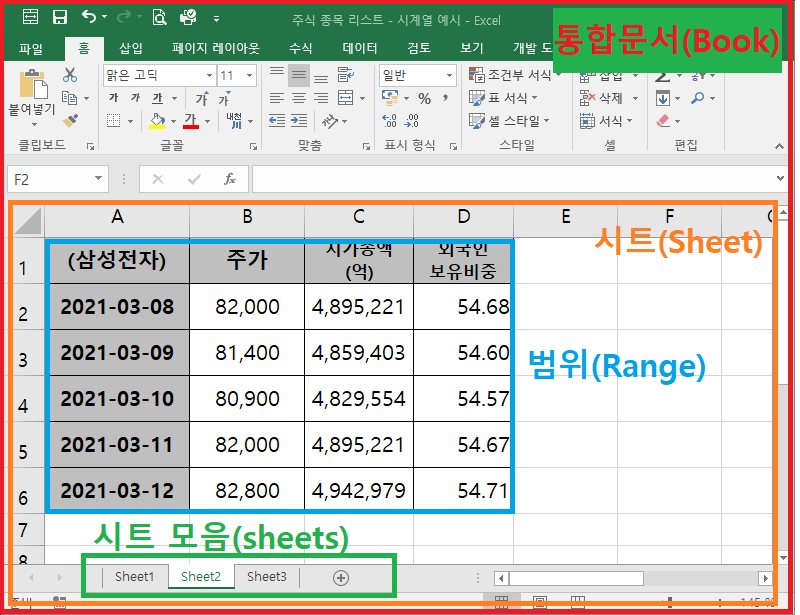 주식 종목 리스트 - 시계열 예시 - Excel
통합문서(Book)
파일 홈 삽입 페이지 레이아웃 수식 데이터 검토 보기 개발 도
붙여넣기
맑은 고딕 11
가 가 가 가 가
가 내천
일반
% ,
조건부 서식
표 서식
셀 스타일
삽입
삭제
서식
클립보드 글꼴 맞춤 표시 형식 스타일 셀 편집
F2 fx
A B C D E F
시트(Sheet)
1 (삼성전자) 주가 시가총액 (억) 외국인 보유비중
2 2021-03-08 82,000 4,895,221 54.68
3 2021-03-09 81,400 4,859,403 54.60
범위(Range)
4 2021-03-10 80,900 4,829,554 54.57
5 2021-03-11 82,000 4,895,221 54.67
6 2021-03-12 82,800 4,942,979 54.71
7
시트 모음(sheets)
8
Sheet1 Sheet2 Sheet3